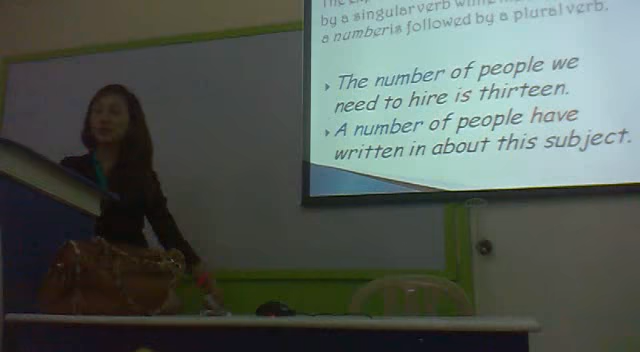 by a singular verb while
a number is followed by a plural verb.
The number of people we
need to hire is thirteen.
A number of people have
written in about this subject.